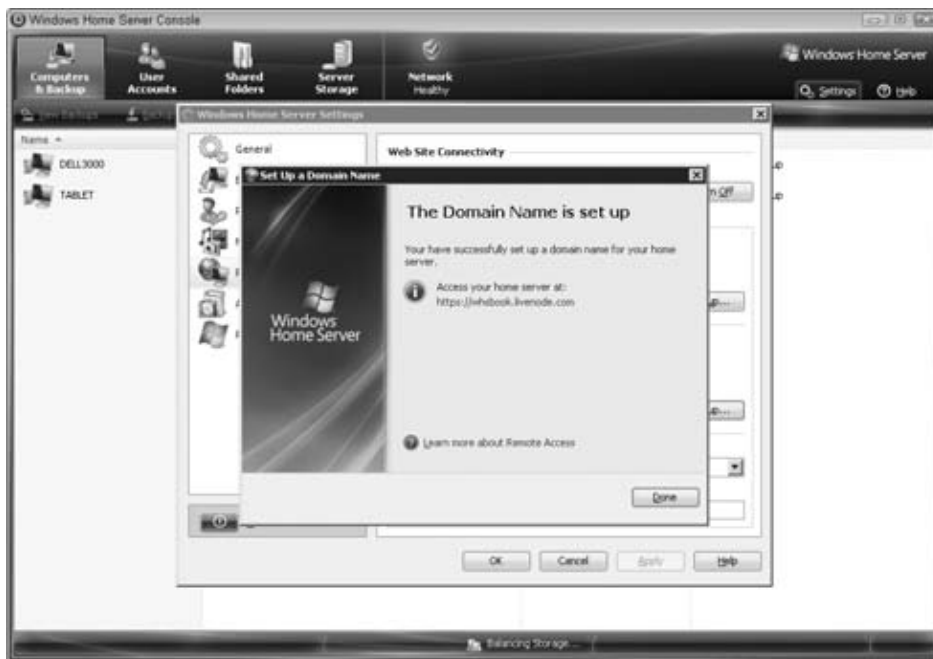 Windows Home Server Console
Computers & Backup
User Accounts
Shared Folders
Server Storage
Network Healthy
Windows Home Server
Settings
Help
Name
DELL3000
TABLET
Windows Home Server Settings
General
Web Site Connectivity
Set Up a Domain Name
The Domain Name is set up
Your have successfully set up a domain name for your home
server.
Access your home server at:
https://whsbook.livenode.com
Windows
Home Server
Learn more about Remote Access
Done
OK
Cancel
Apply
Help
Balancing Storage...